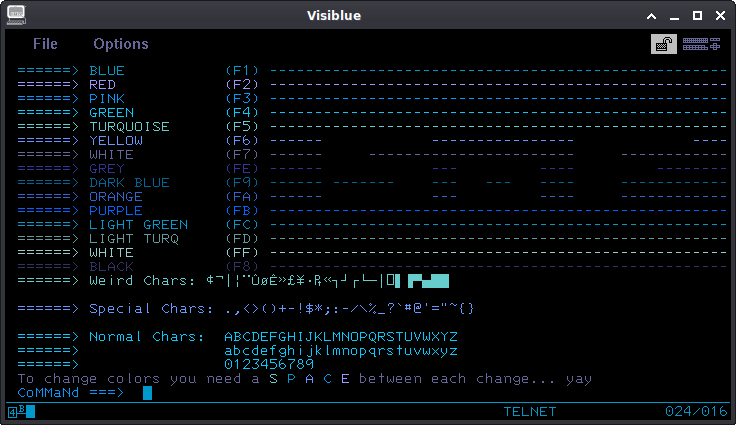 Visiblue
File Options
======> BLUE (F1) ------------------------------------------------
======> RED (F2) ------------------------------------------------
======> PINK (F3) ------------------------------------------------
======> GREEN (F4) ------------------------------------------------
======> TURQUOISE (F5) ------------------------------------------------
======> YELLOW (F6) ------ ---------------- ----
======> WHITE (F7) ------ ---------------- ------------
======> GREY (FE) ------ --- ---- --------
======> DARK BLUE (F9) ------ ------- --- --- ---- ------------
======> ORANGE (FA) ------ --- ---- ------------
======> PURPLE (FB) ------------------------------------------------
======> LIGHT GREEN (FC) ------------------------------------------------
======> LIGHT TURQ (FD) ------------------------------------------------
======> WHITE (FF) ------------------------------------------------
======> BLACK (F8) ------------------------------------------------
======> Weird Chars:
======> Special Chars: .,<>()+-!$*;:-/\%_?`#@'="~{}
======> Normal Chars: ABCDEFGHIJKLMNOPQRSTUVWXYZ
======> abcdefghijklmnopqrstuvwxyz
======> 0123456789
To change colors you need a S P A C E between each change... yay
CoMMaNd ===>
4B TELNET 024/016